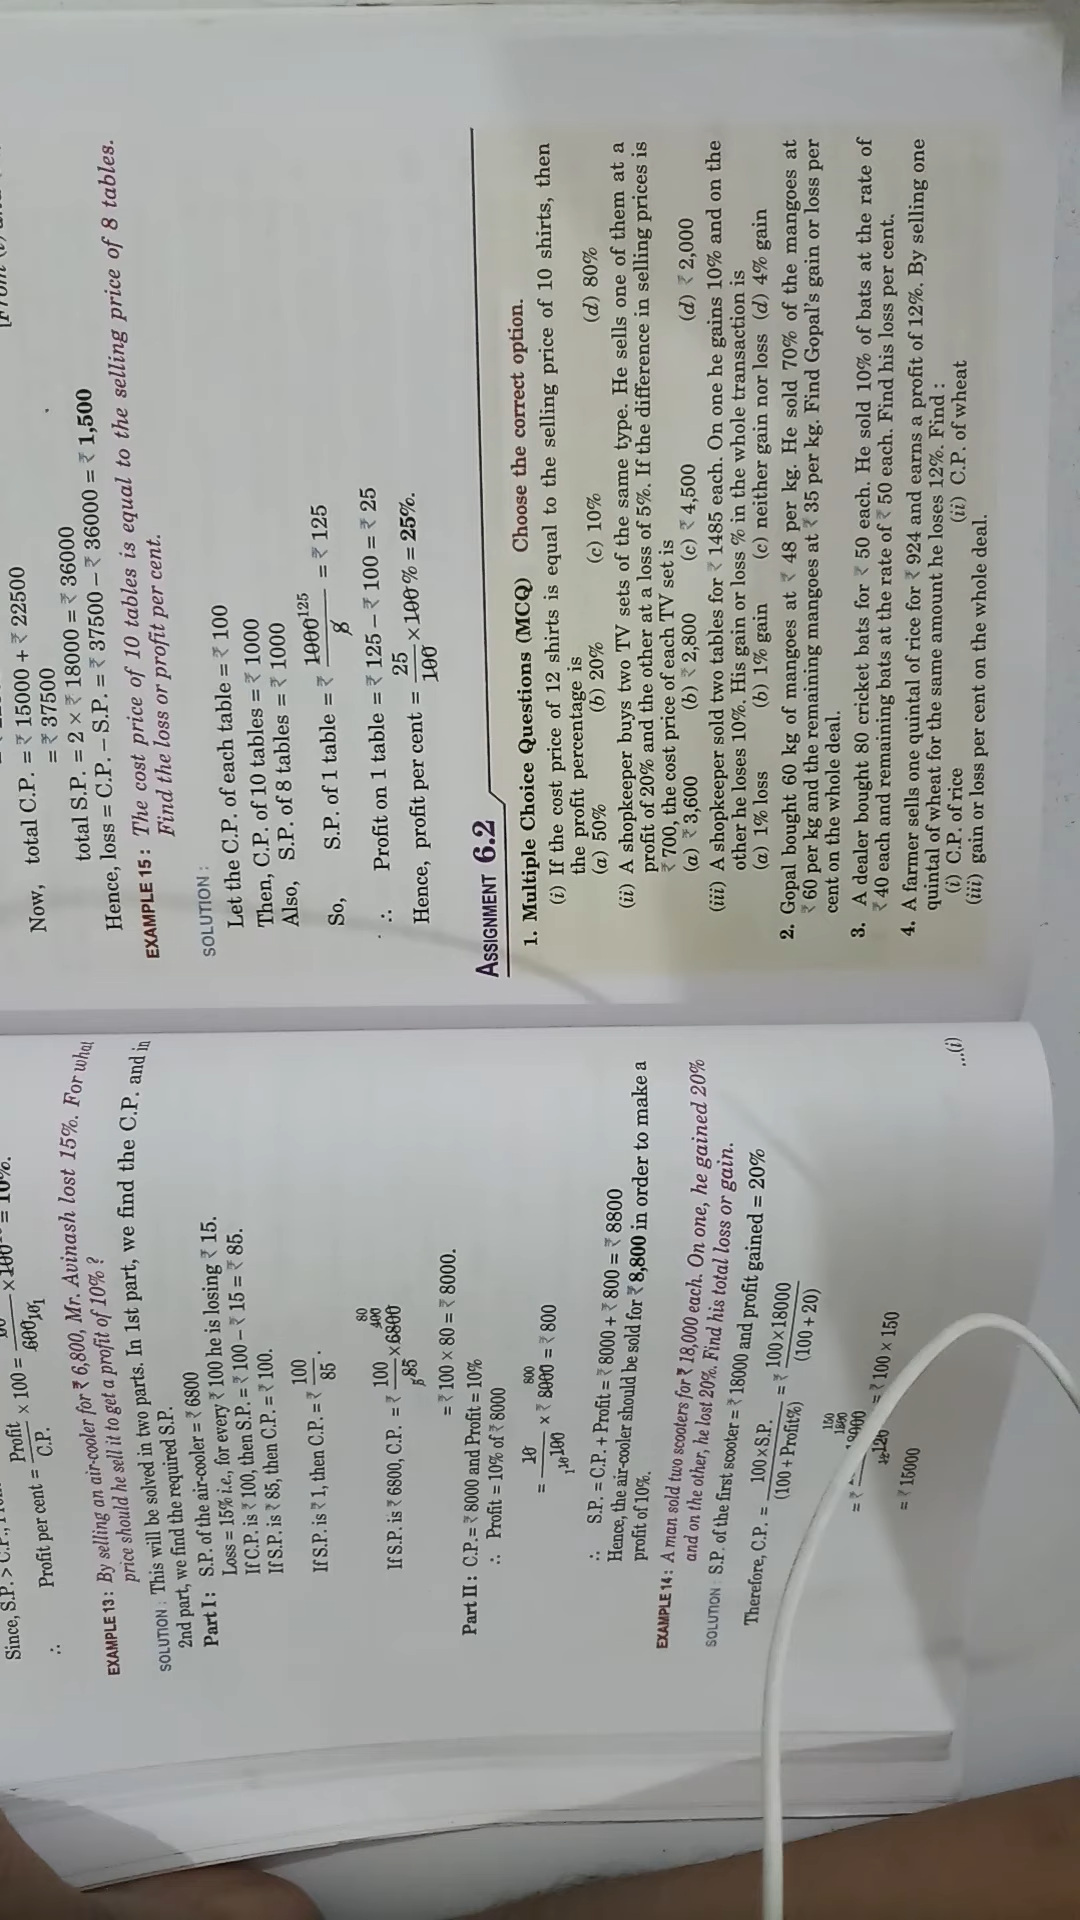 Since, S.P. > C.P.,
∴ Profit per cent = Profit/C.P. × 100 = /600 × 100 = 10%.
EXAMPLE 13 : By selling an air-cooler for ₹ 6,800, Mr. Avinash lost 15%. For what
price should he sell it to get a profit of 10% ?
SOLUTION : This will be solved in two parts. In 1st part, we find the C.P. and in
2nd part, we find the required S.P.
Part I : S.P. of the air-cooler = ₹ 6800
Loss = 15% i.e., for every ₹ 100 he is losing ₹ 15.
If C.P. is ₹ 100, then S.P. = ₹ 100 – ₹ 15 = ₹ 85.
If S.P. is ₹ 85, then C.P. = ₹ 100.
If S.P. is ₹ 1, then C.P. = ₹ 100/85.
If S.P. is ₹ 6800, C.P. = ₹ 100/85 × 6800
= ₹ 100 × 80 = ₹ 8000.
Part II : C.P. = ₹ 8000 and Profit = 10%
∴ Profit = 10% of ₹ 8000
= 10/100 × ₹ 8000 = ₹ 800
∴ S.P. = C.P. + Profit = ₹ 8000 + ₹ 800 = ₹ 8800
Hence, the air-cooler should be sold for ₹ 8,800 in order to make a
profit of 10%.
EXAMPLE 14 : A man sold two scooters for ₹ 18,000 each. On one, he gained 20%
and on the other, he lost 20%. Find his total loss or gain.
SOLUTION : S.P. of the first scooter = ₹ 18000 and profit gained = 20%
Therefore, C.P. = 100 × S.P./(100 + Profit%) = ₹ 100 × 18000/(100 + 20)
= ₹ /120 = ₹ 100 × 150
= ₹ 15000 ...(i)
Now, total C.P. = ₹ 15000 + ₹ 22500
= ₹ 37500
total S.P. = 2 × ₹ 18000 = ₹ 36000
Hence, loss = C.P. – S.P. = ₹ 37500 – ₹ 36000 = ₹ 1,500
EXAMPLE 15 : The cost price of 10 tables is equal to the selling price of 8 tables.
Find the loss or profit per cent.
SOLUTION :
Let the C.P. of each table = ₹ 100
Then, C.P. of 10 tables = ₹ 1000
Also, S.P. of 8 tables = ₹ 1000
So, S.P. of 1 table = ₹ 1000/8 = ₹ 125
∴ Profit on 1 table = ₹ 125 – ₹ 100 = ₹ 25
Hence, profit per cent = 25/100 × 100% = 25%.
ASSIGNMENT 6.2
1. Multiple Choice Questions (MCQ) Choose the correct option.
(i) If the cost price of 12 shirts is equal to the selling price of 10 shirts, then
the profit percentage is
(a) 50% (b) 20% (c) 10% (d) 80%
(ii) A shopkeeper buys two TV sets of the same type. He sells one of them at a
profit of 20% and the other at a loss of 5%. If the difference in selling prices is
₹ 700, the cost price of each TV set is
(a) ₹ 3,600 (b) ₹ 2,800 (c) ₹ 4,500 (d) ₹ 2,000
(iii) A shopkeeper sold two tables for ₹ 1485 each. On one he gains 10% and on the
other he loses 10%. His gain or loss % in the whole transaction is
(a) 1% loss (b) 1% gain (c) neither gain nor loss (d) 4% gain
2. Gopal bought 60 kg of mangoes at ₹ 48 per kg. He sold 70% of the mangoes at
₹ 60 per kg and the remaining mangoes at ₹ 35 per kg. Find Gopal's gain or loss per
cent on the whole deal.
3. A dealer bought 80 cricket bats for ₹ 50 each. He sold 10% of bats at the rate of
₹ 40 each and remaining bats at the rate of ₹ 50 each. Find his loss per cent.
4. A farmer sells one quintal of rice for ₹ 924 and earns a profit of 12%. By selling one
quintal of wheat for the same amount he loses 12%. Find :
(i) C.P. of rice (ii) C.P. of wheat
(iii) gain or loss per cent on the whole deal.